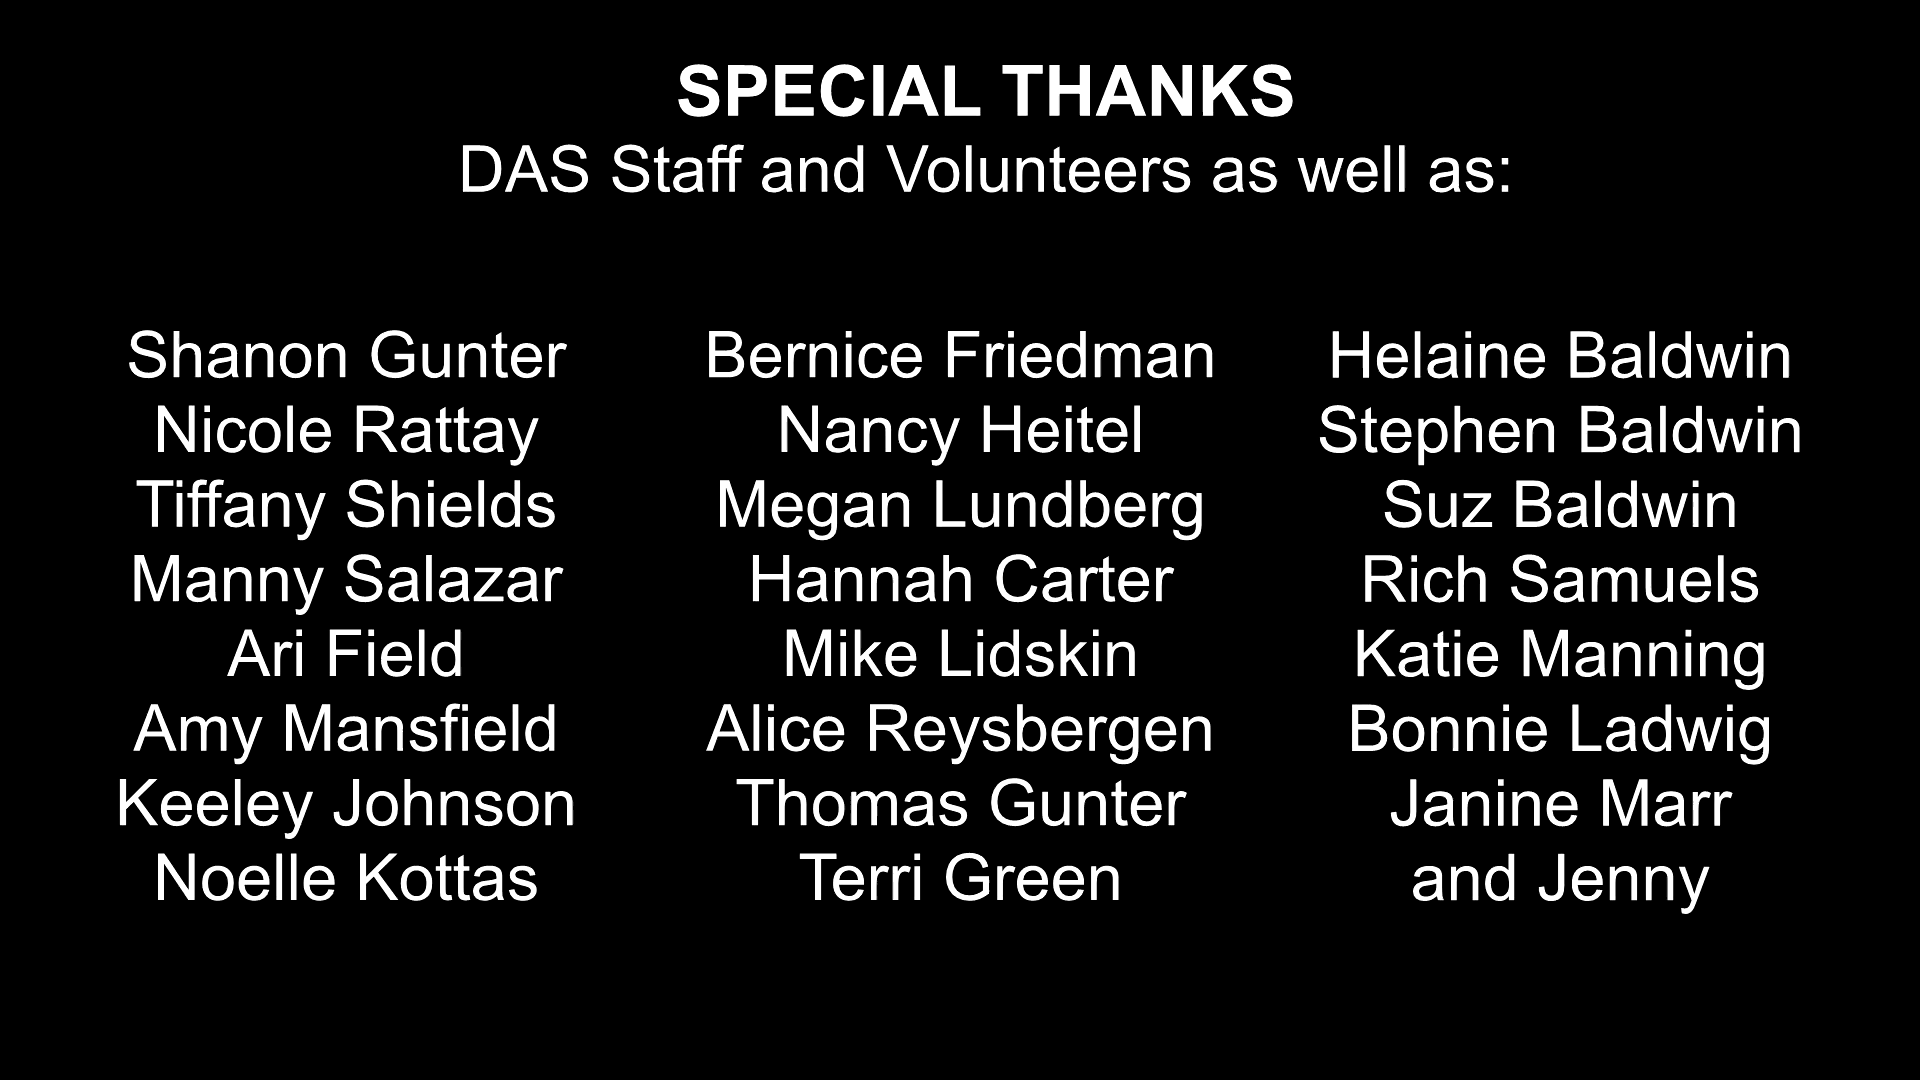 SPECIAL THANKS
DAS Staff and Volunteers as well as:
Shanon Gunter
Nicole Rattay
Tiffany Shields
Manny Salazar
Ari Field
Amy Mansfield
Keeley Johnson
Noelle Kottas
Bernice Friedman
Nancy Heitel
Megan Lundberg
Hannah Carter
Mike Lidskin
Alice Reysbergen
Thomas Gunter
Terri Green
Helaine Baldwin
Stephen Baldwin
Suz Baldwin
Rich Samuels
Katie Manning
Bonnie Ladwig
Janine Marr
and Jenny